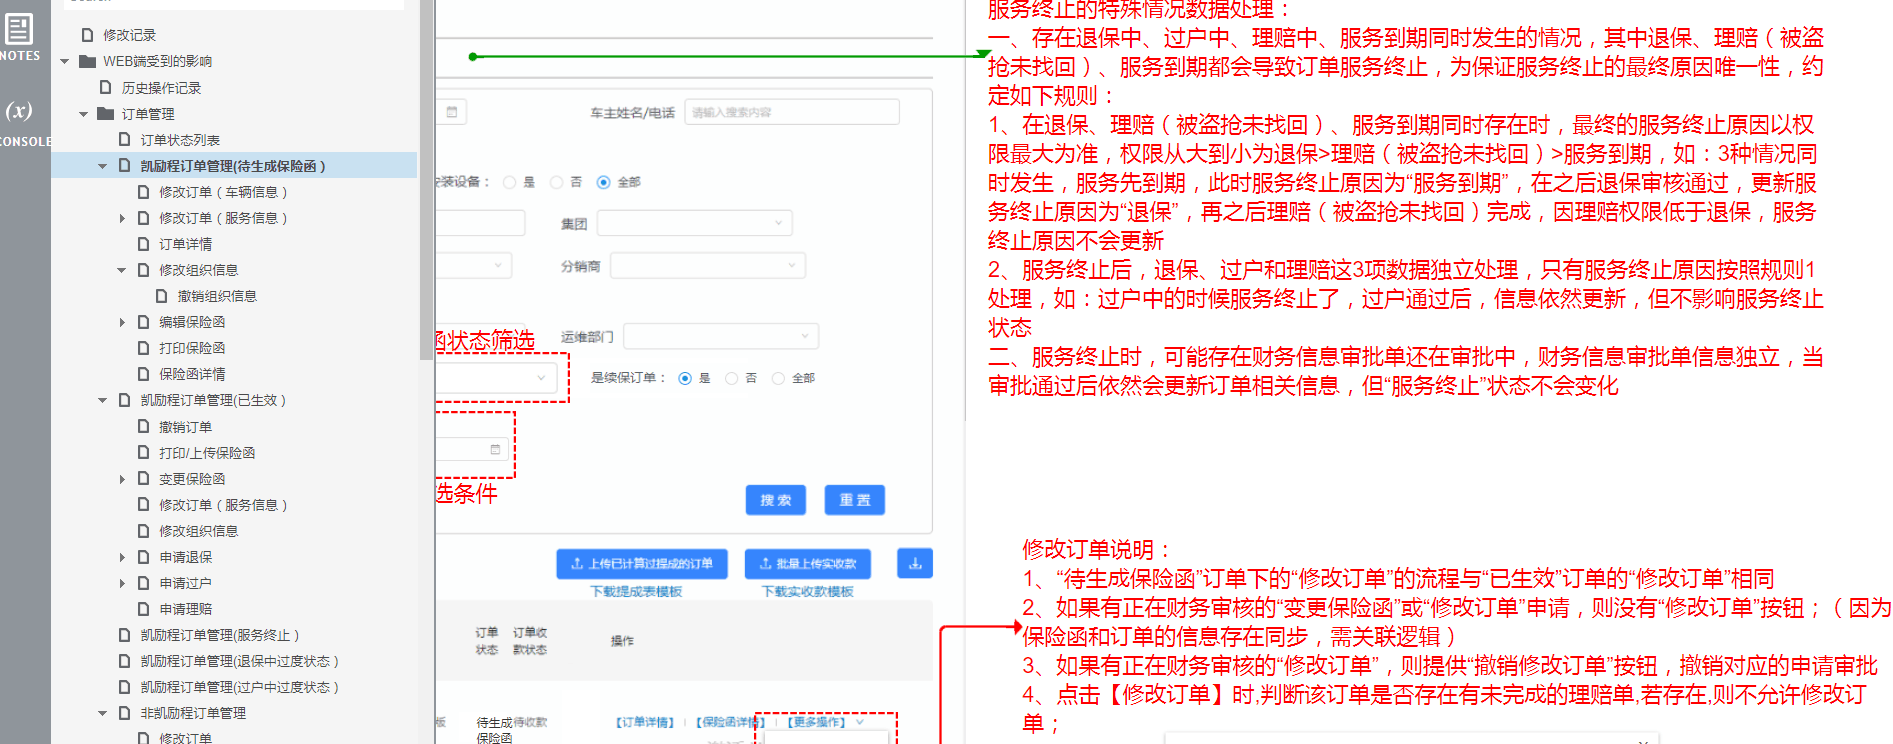 NOTES
(x)
CONSOLE
修改记录
WEB端受到的影响
历史操作记录
订单管理
订单状态列表
凯励程订单管理(待生成保险函）
修改订单（车辆信息）
修改订单（服务信息）
订单详情
修改组织信息
撤销组织信息
编辑保险函
打印保险函
保险函详情
凯励程订单管理(已生效）
撤销订单
打印/上传保险函
变更保险函
修改订单（服务信息）
修改组织信息
申请退保
申请过户
申请理赔
凯励程订单管理(服务终止）
凯励程订单管理(退保中过度状态）
凯励程订单管理(过户中过度状态）
非凯励程订单管理
修改订单
车主姓名/电话
请输入搜索内容
安装设备：
是
否
全部
集团
分销商
函状态筛选
运维部门
是续保订单：
是
否
全部
选条件
搜 索
重 置
上传已计算过提成的订单
批量上传实收款
下载提成表模板
下载实收款模板
订单
状态
订单收
款状态
操作
版
待生成
保险函
待收款
【订单详情】
【保险函详情】
【更多操作】
服务终止的特殊情况数据处理：
一、存在退保中、过户中、理赔中、服务到期同时发生的情况，其中退保、理赔（被盗
抢未找回）、服务到期都会导致订单服务终止，为保证服务终止的最终原因唯一性，约
定如下规则：
1、在退保、理赔（被盗抢未找回）、服务到期同时存在时，最终的服务终止原因以权
限最大为准，权限从大到小为退保>理赔（被盗抢未找回）>服务到期，如：3种情况同
时发生，服务先到期，此时服务终止原因为“服务到期”，在之后退保审核通过，更新服
务终止原因为“退保”，再之后理赔（被盗抢未找回）完成，因理赔权限低于退保，服务
终止原因不会更新
2、服务终止后，退保、过户和理赔这3项数据独立处理，只有服务终止原因按照规则1
处理，如：过户中的时候服务终止了，过户通过后，信息依然更新，但不影响服务终止
状态
二、服务终止时，可能存在财务信息审批单还在审批中，财务信息审批单信息独立，当
审批通过后依然会更新订单相关信息，但“服务终止”状态不会变化
修改订单说明：
1、“待生成保险函”订单下的“修改订单”的流程与“已生效”订单的“修改订单”相同
2、如果有正在财务审核的“变更保险函”或“修改订单”申请，则没有“修改订单”按钮；（因为
保险函和订单的信息存在同步，需关联逻辑）
3、如果有正在财务审核的“修改订单”，则提供“撤销修改订单”按钮，撤销对应的申请审批
4、点击【修改订单】时,判断该订单是否存在有未完成的理赔单,若存在,则不允许修改订
单；